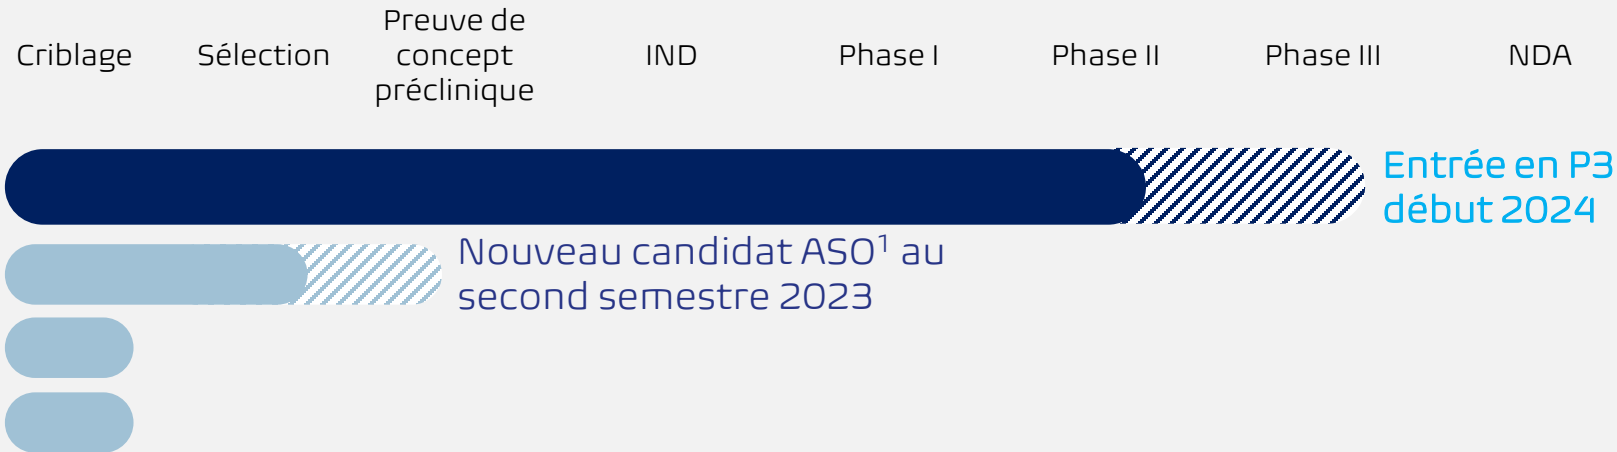 Criblage
Sélection
Preuve de
concept
préclinique
IND
Phase I
Phase II
Phase III
NDA
Entrée en P3
début 2024
Nouveau candidat ASO¹ au
second semestre 2023